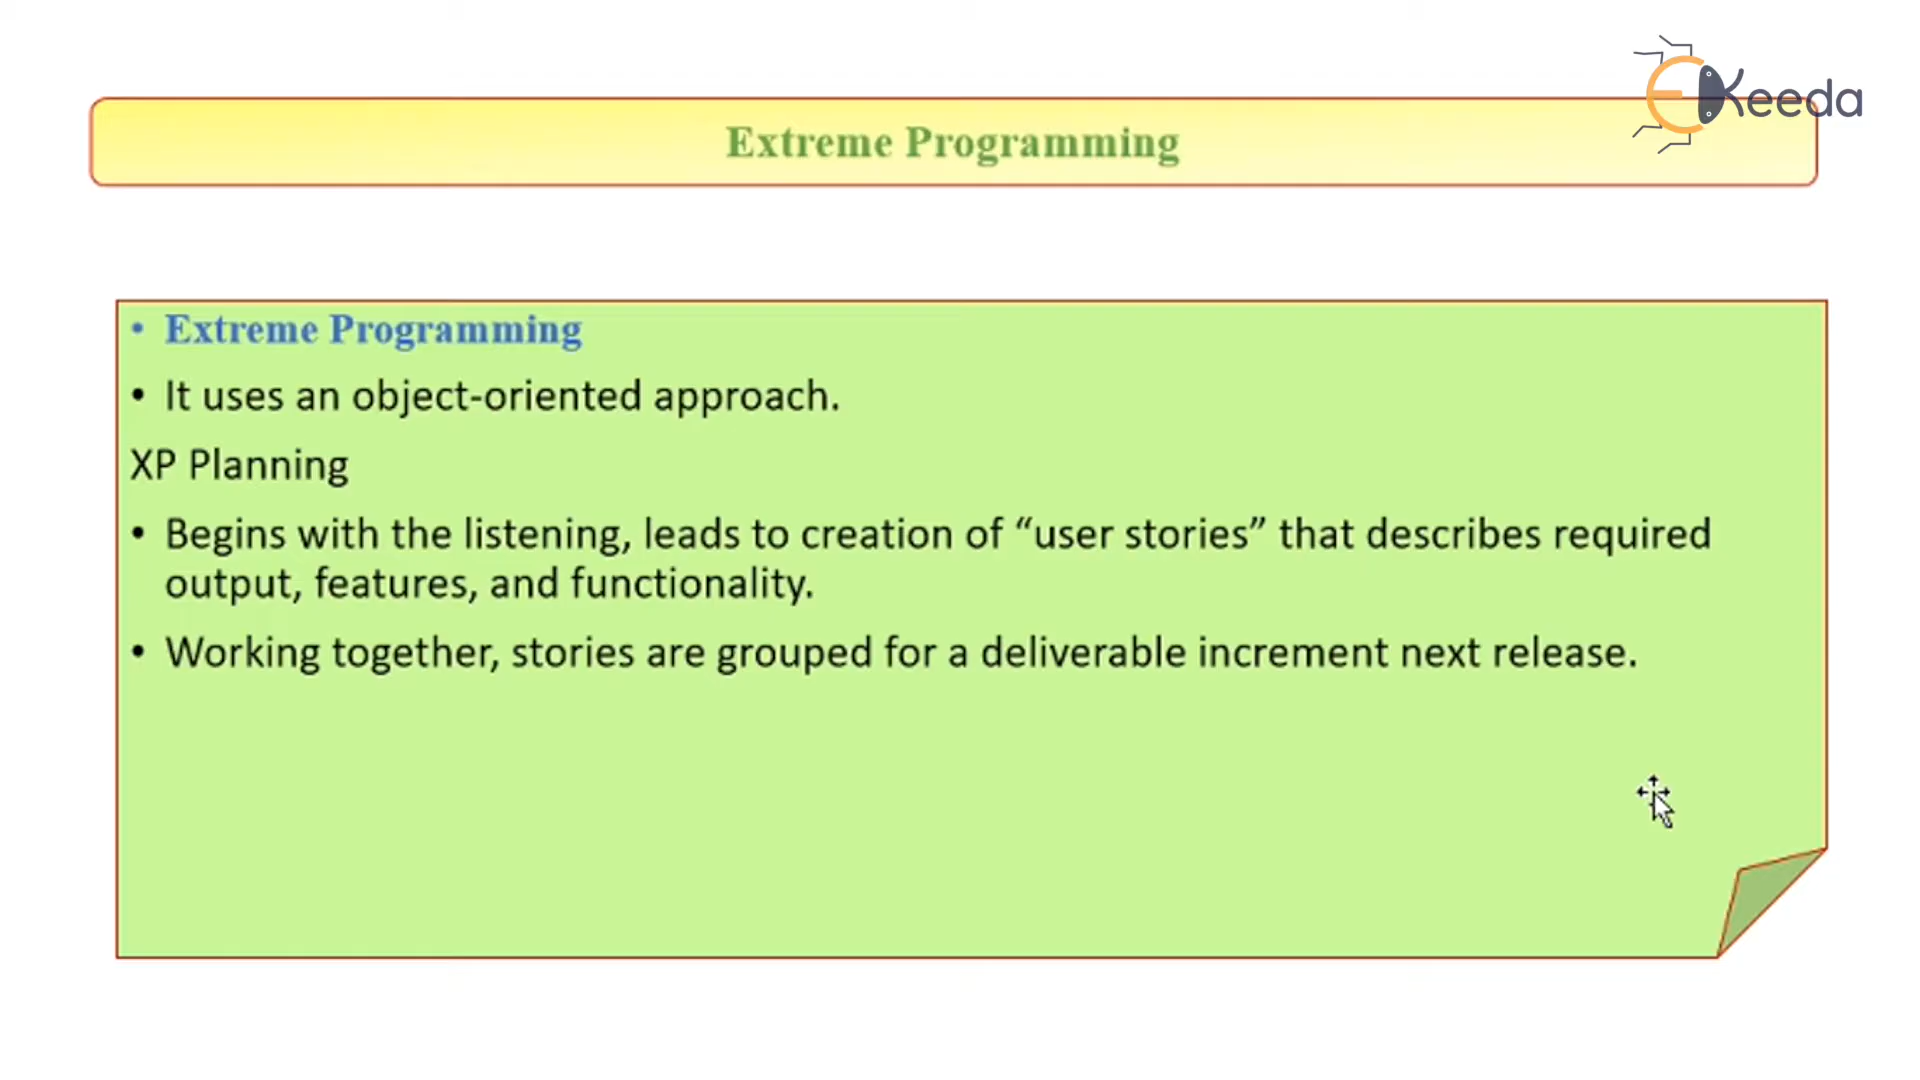 EKeeda
Extreme Programming
• Extreme Programming
• It uses an object-oriented approach.
XP Planning
• Begins with the listening, leads to creation of “user stories” that describes required
output, features, and functionality.
• Working together, stories are grouped for a deliverable increment next release.